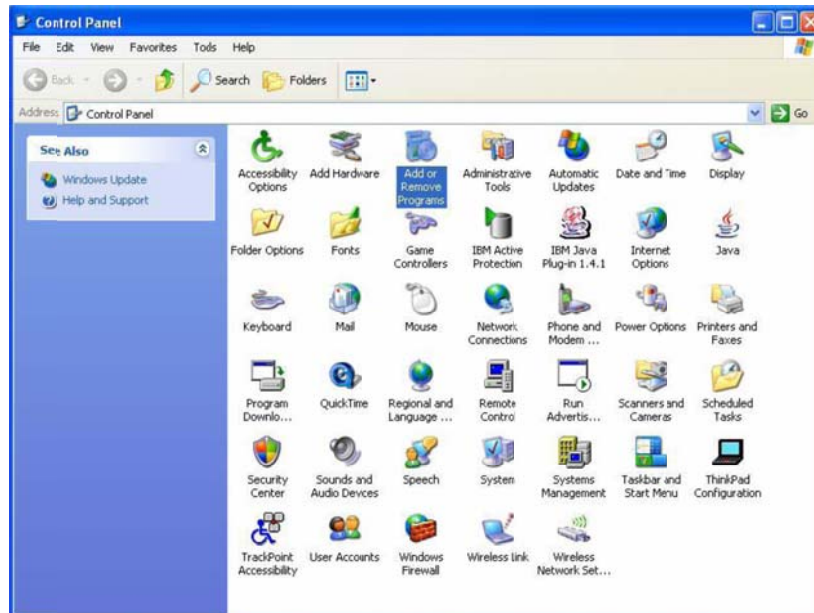 Control Panel
File Edit View Favorites Tools Help
Back Search Folders
Address Control Panel Go
See Also
Windows Update
Help and Support
Accessibility Options
Add Hardware
Add or Remove Programs
Administrative Tools
Automatic Updates
Date and Time
Display
Folder Options
Fonts
Game Controllers
IBM Active Protection
IBM Java Plug-in 1.4.1
Internet Options
Java
Keyboard
Mail
Mouse
Network Connections
Phone and Modem ...
Power Options
Printers and Faxes
Program Downlo...
QuickTime
Regional and Language ...
Remote Control
Run Advertis...
Scanners and Cameras
Scheduled Tasks
Security Center
Sounds and Audio Devices
Speech
System
Systems Management
Taskbar and Start Menu
ThinkPad Configuration
TrackPoint Accessibility
User Accounts
Windows Firewall
Wireless link
Wireless Network Set...